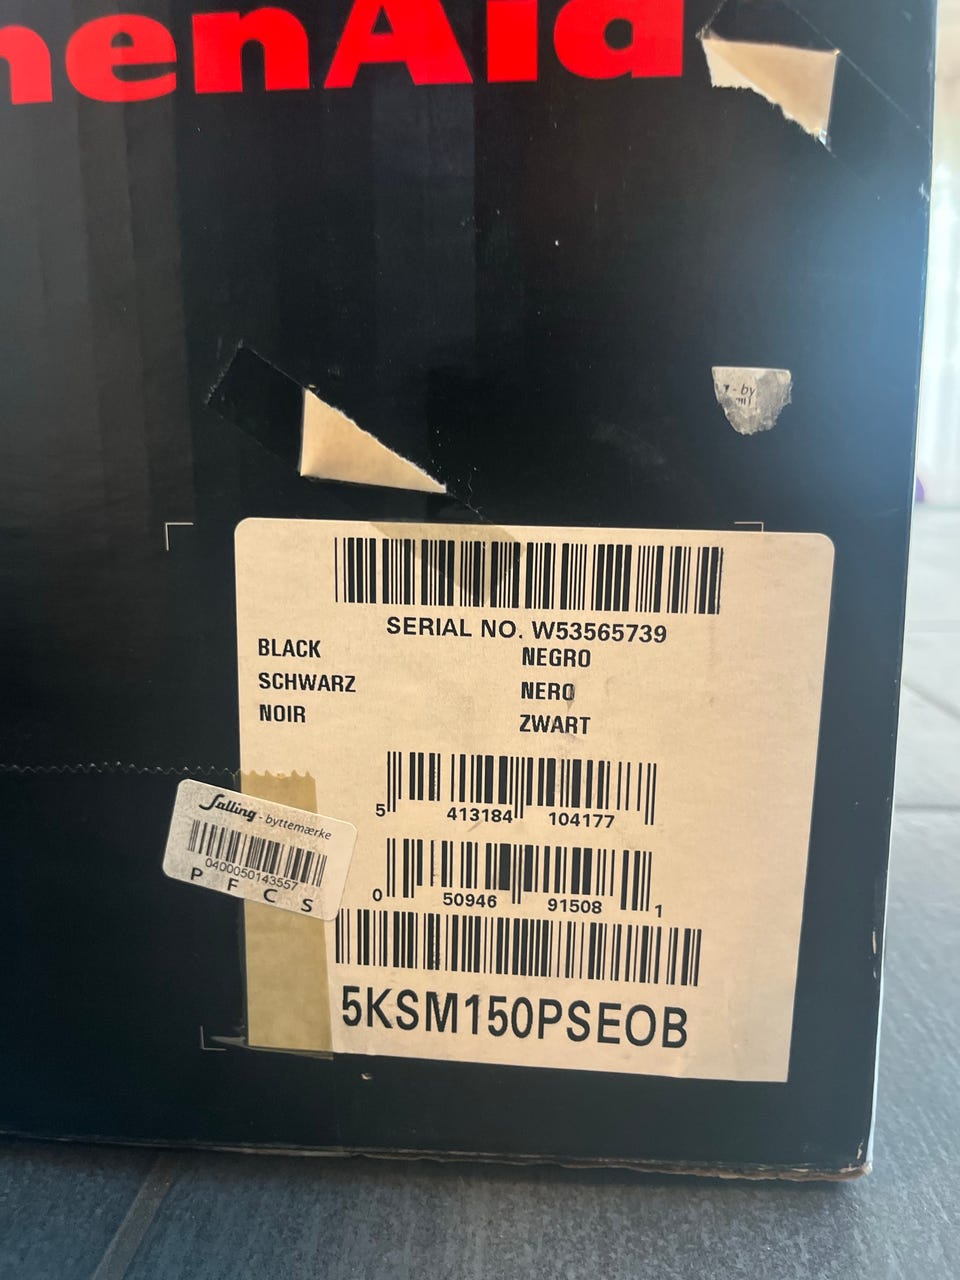 henAid
- by
SERIAL NO. W53565739
BLACK NEGRO
SCHWARZ NERO
NOIR ZWART
5 413184 104177
Salling - byttemærke
0400050143557
P F C S
0 50946 91508 1
5KSM150PSEOB